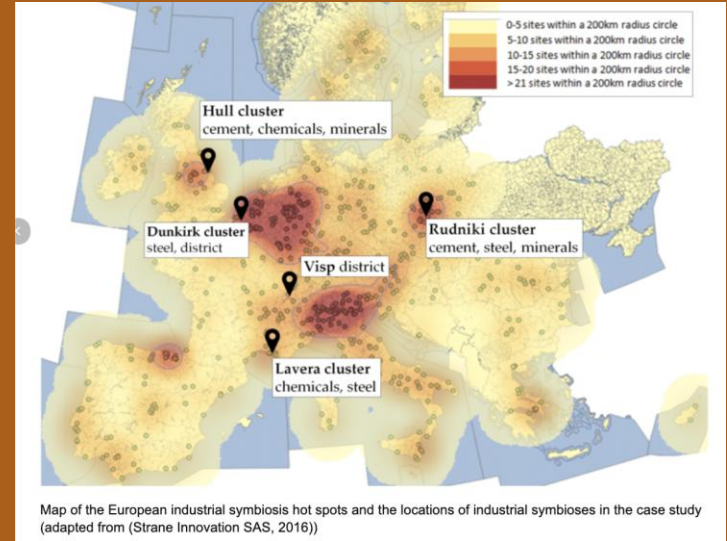 0-5 sites within a 200km radius circle
5-10 sites within a 200km radius circle
10-15 sites within a 200km radius circle
15-20 sites within a 200km radius circle
> 21 sites within a 200km radius circle
Hull cluster
cement, chemicals, minerals
Dunkirk cluster
steel, district
Rudniki cluster
cement, steel, minerals
Visp district
Lavera cluster
chemicals, steel
Map of the European industrial symbiosis hot spots and the locations of industrial symbioses in the case study
(adapted from (Strane Innovation SAS, 2016))